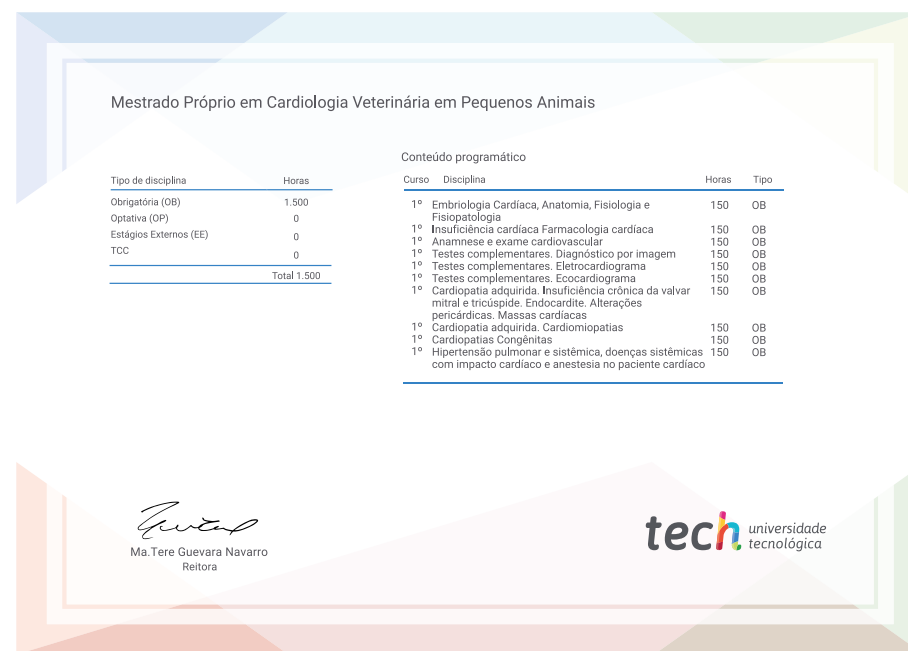 Mestrado Próprio em Cardiologia Veterinária em Pequenos Animais
Tipo de disciplina Horas
Obrigatória (OB) 1.500
Optativa (OP) 0
Estágios Externos (EE) 0
TCC 0
Total 1.500
Conteúdo programático
Curso Disciplina Horas Tipo
1º Embriologia Cardíaca, Anatomia, Fisiologia e 150 OB
Fisiopatologia
1º Insuficiência cardíaca Farmacologia cardíaca 150 OB
1º Anamnese e exame cardiovascular 150 OB
1º Testes complementares. Diagnóstico por imagem 150 OB
1º Testes complementares. Eletrocardiograma 150 OB
1º Testes complementares. Ecocardiograma 150 OB
1º Cardiopatia adquirida. Insuficiência crônica da valvar 150 OB
mitral e tricúspide. Endocardite. Alterações
pericárdicas. Massas cardíacas
1º Cardiopatia adquirida. Cardiomiopatias 150 OB
1º Cardiopatias Congênitas 150 OB
1º Hipertensão pulmonar e sistêmica, doenças sistêmicas 150 OB
com impacto cardíaco e anestesia no paciente cardíaco
Ma.Tere Guevara Navarro
Reitora
tech universidade
tecnológica